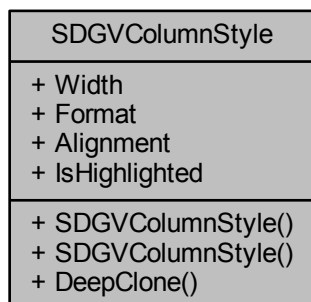 SDGVColumnStyle
+ Width
+ Format
+ Alignment
+ IsHighlighted
+ SDGVColumnStyle()
+ SDGVColumnStyle()
+ DeepClone()